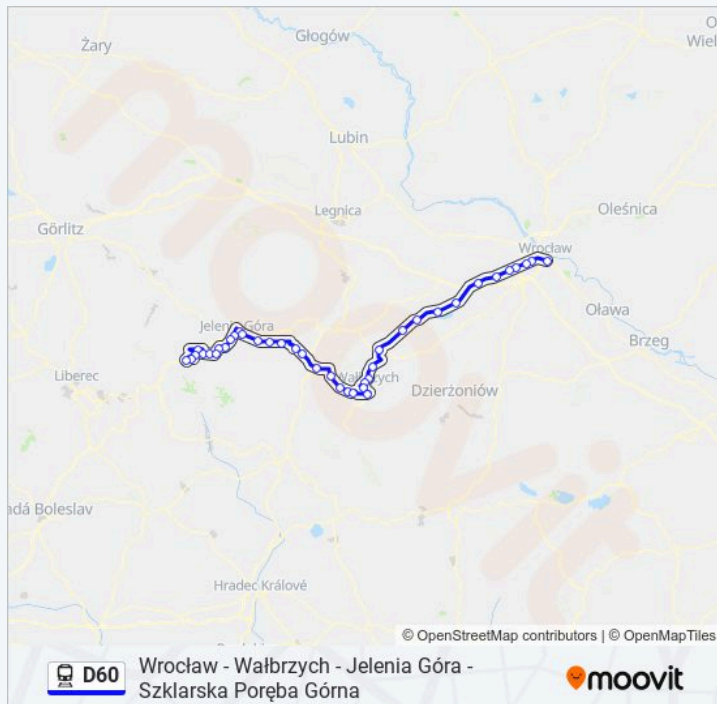 Głogów
Żary
Lubin
Legnica
Oleśnica
Görlitz
Wrocław
Oława
Jelenia Góra
Brzeg
Liberec
Wałbrzych
Dzierżoniów
adá Boleslav
Hradec Králové
moovit
© OpenStreetMap contributors | © OpenMapTiles
D60
Wrocław - Wałbrzych - Jelenia Góra -
Szklarska Poręba Górna
moovit